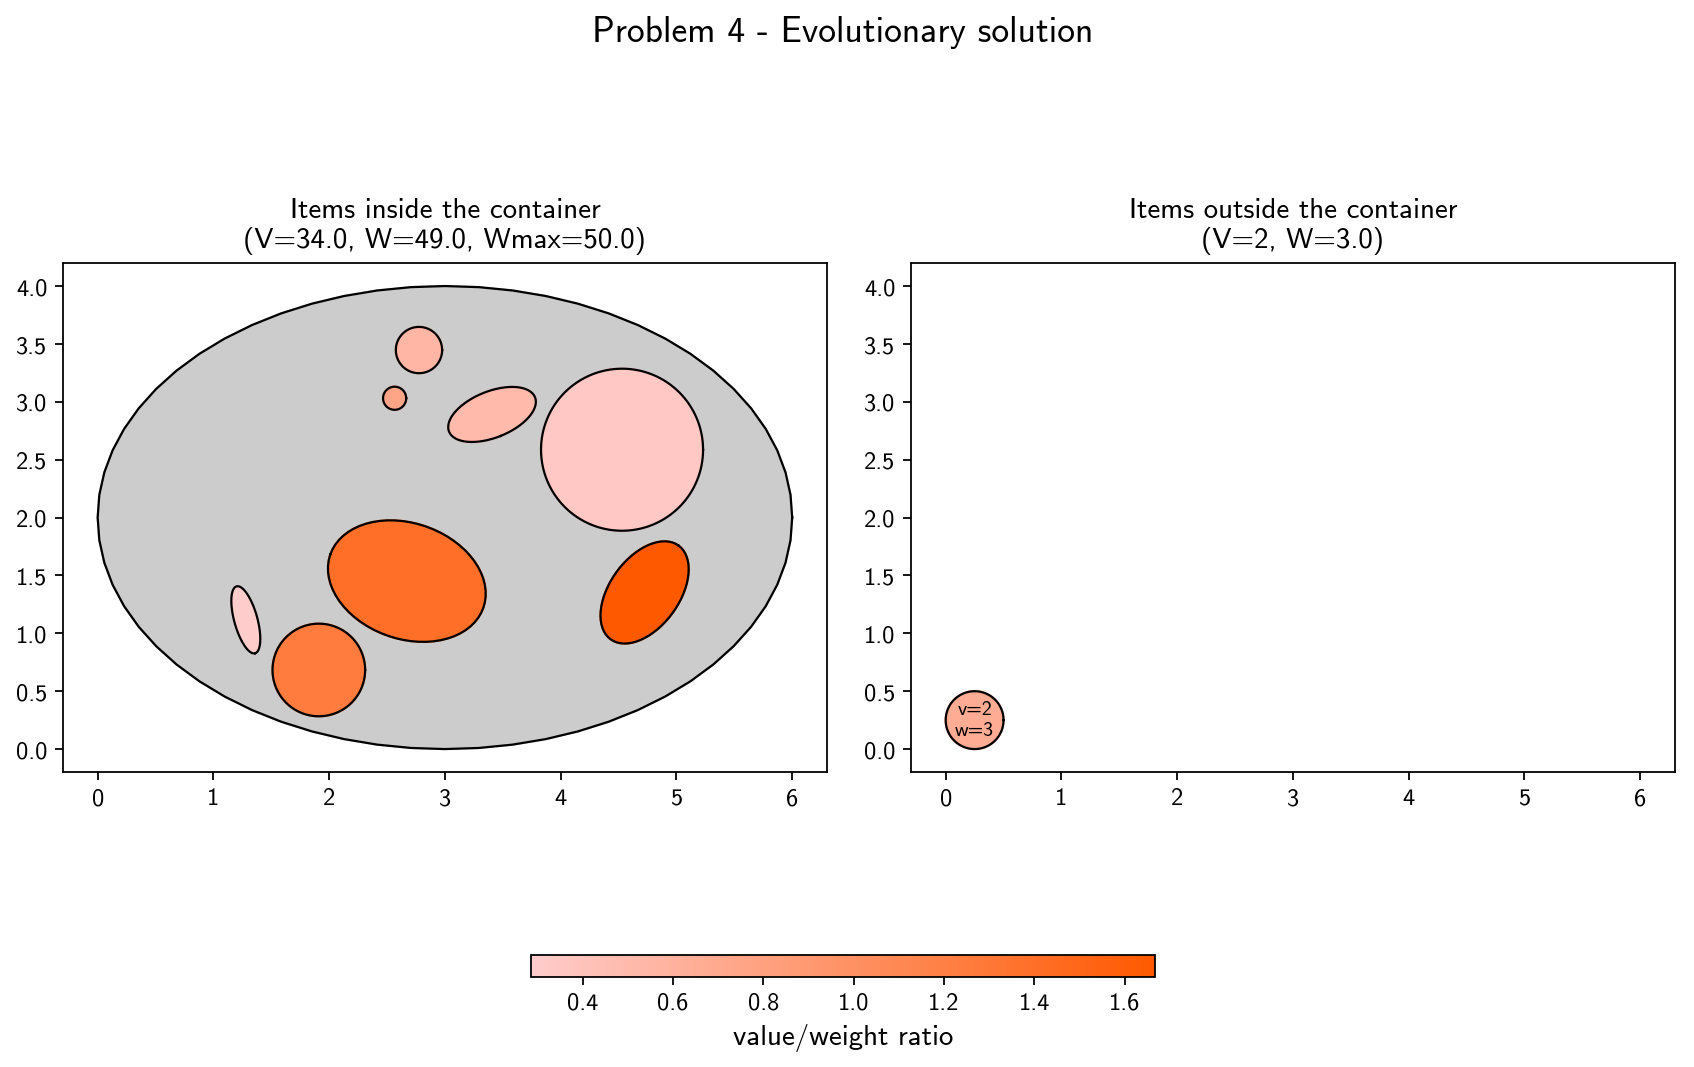 Problem 4 - Evolutionary solution
Items inside the container
(V=34.0, W=49.0, Wmax=50.0)
4.0
3.5
3.0
2.5
2.0
1.5
1.0
0.5
0.0
0 1 2 3 4 5 6
Items outside the container
(V=2, W=3.0)
4.0
3.5
3.0
2.5
2.0
1.5
1.0
0.5
0.0
v=2
w=3
0 1 2 3 4 5 6
0.4 0.6 0.8 1.0 1.2 1.4 1.6
value/weight ratio